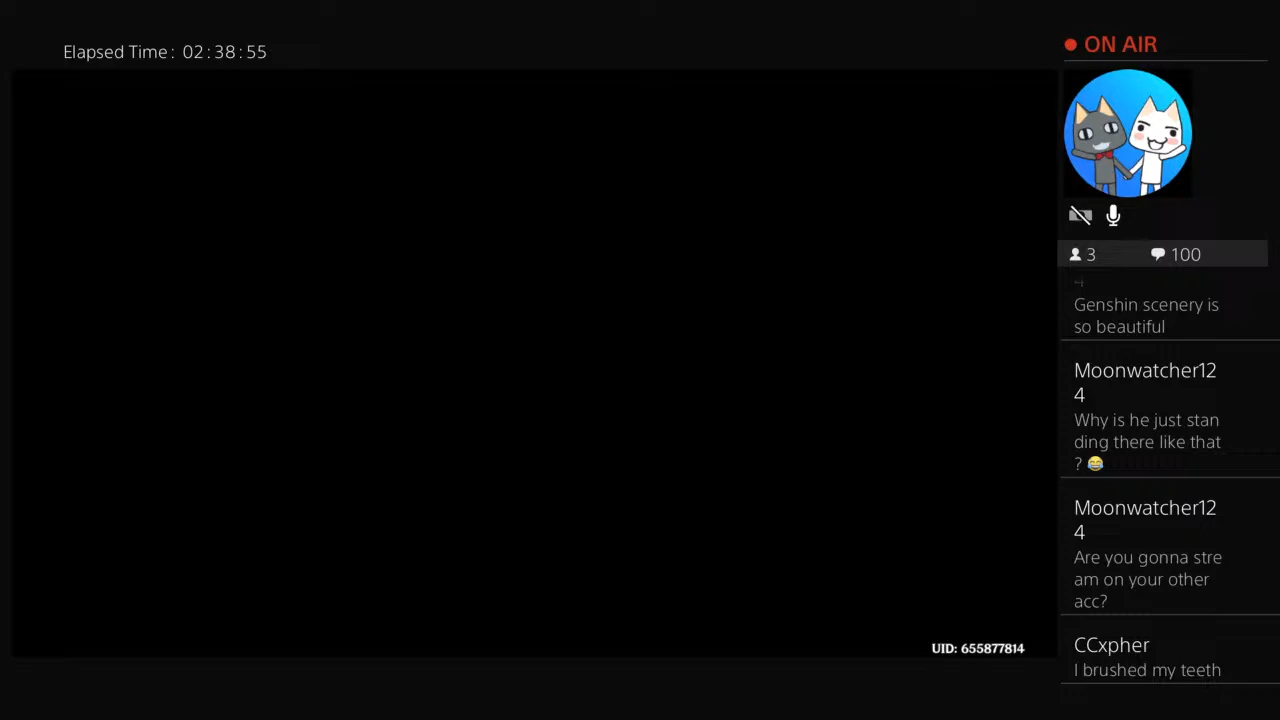 Elapsed Time: 02:38:55
ON AIR
3 100
Genshin scenery is
so beautiful
Moonwatcher12
4
Why is he just stan
ding there like that
? 😂
Moonwatcher12
4
Are you gonna stre
am on your other
acc?
CCxpher
I brushed my teeth
UID: 655877814